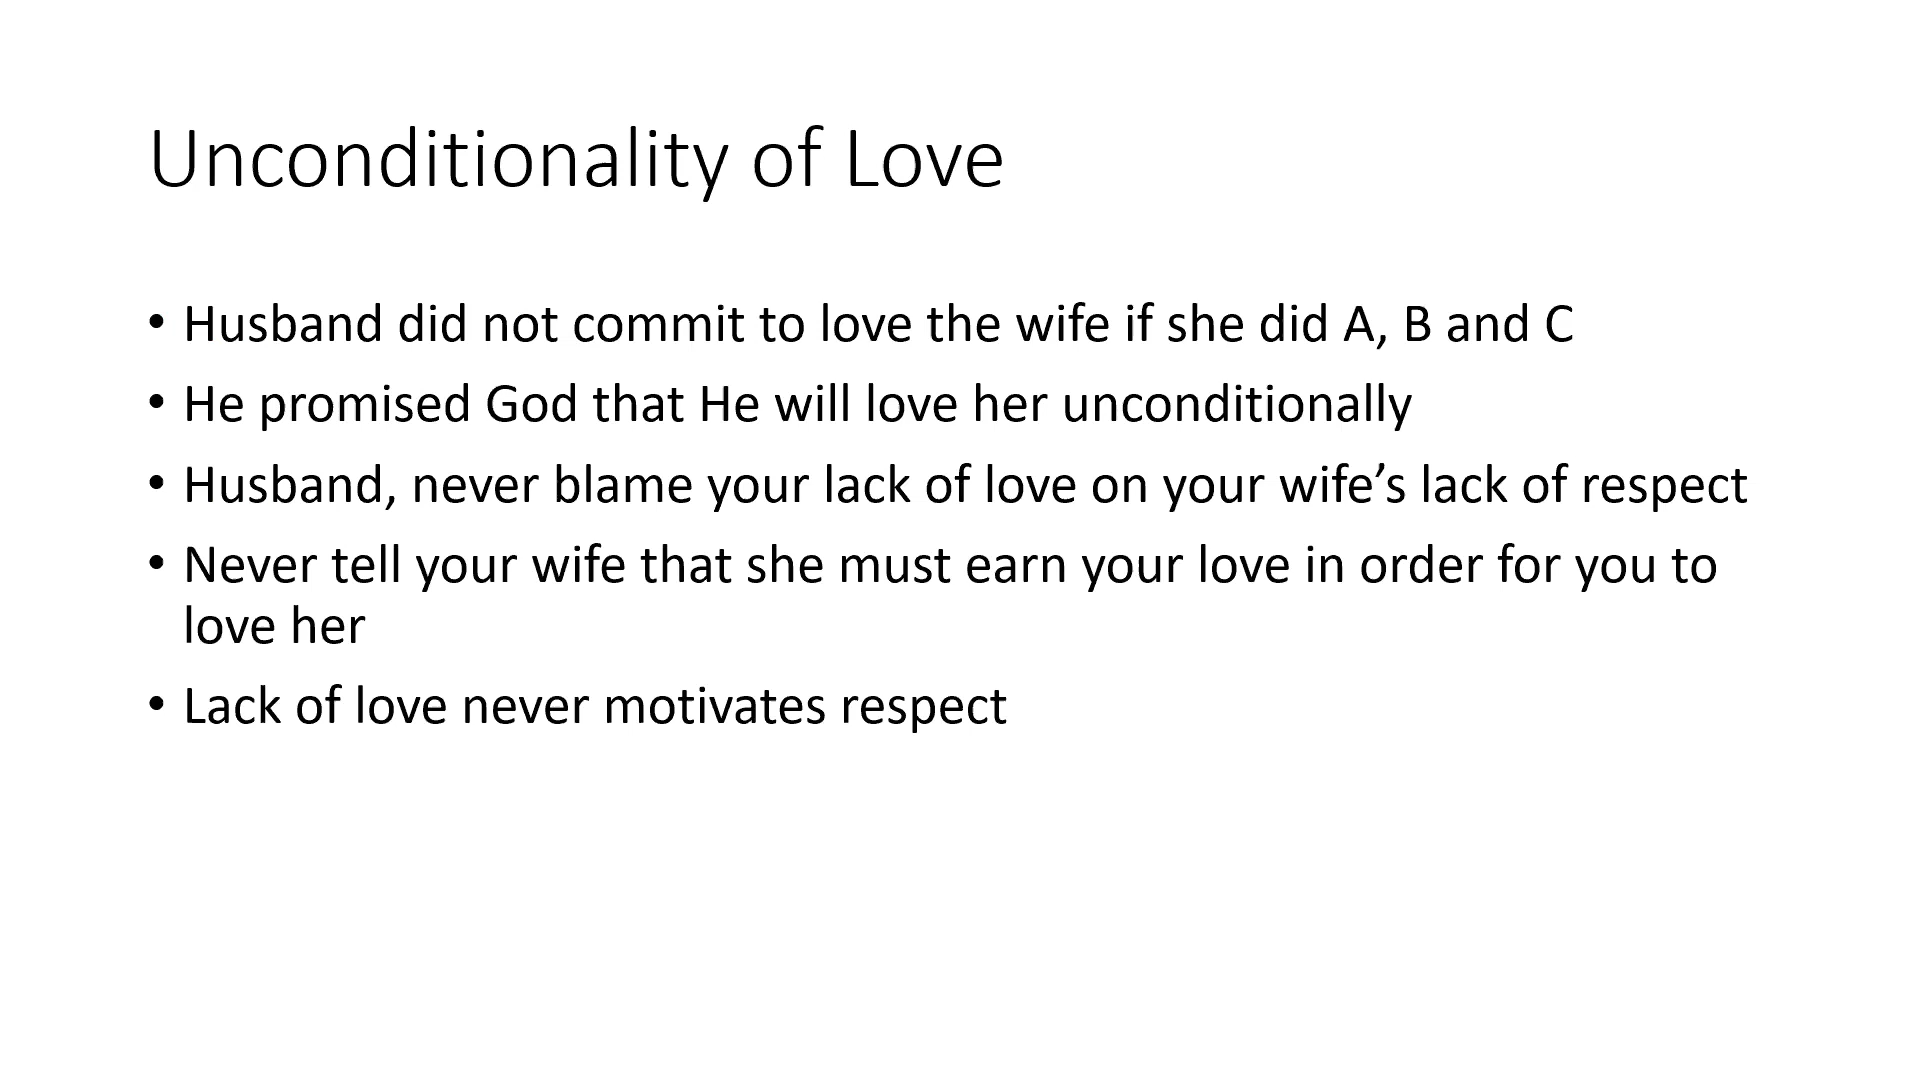 Unconditionality of Love
• Husband did not commit to love the wife if she did A, B and C
• He promised God that He will love her unconditionally
• Husband, never blame your lack of love on your wife’s lack of respect
• Never tell your wife that she must earn your love in order for you to
love her
• Lack of love never motivates respect